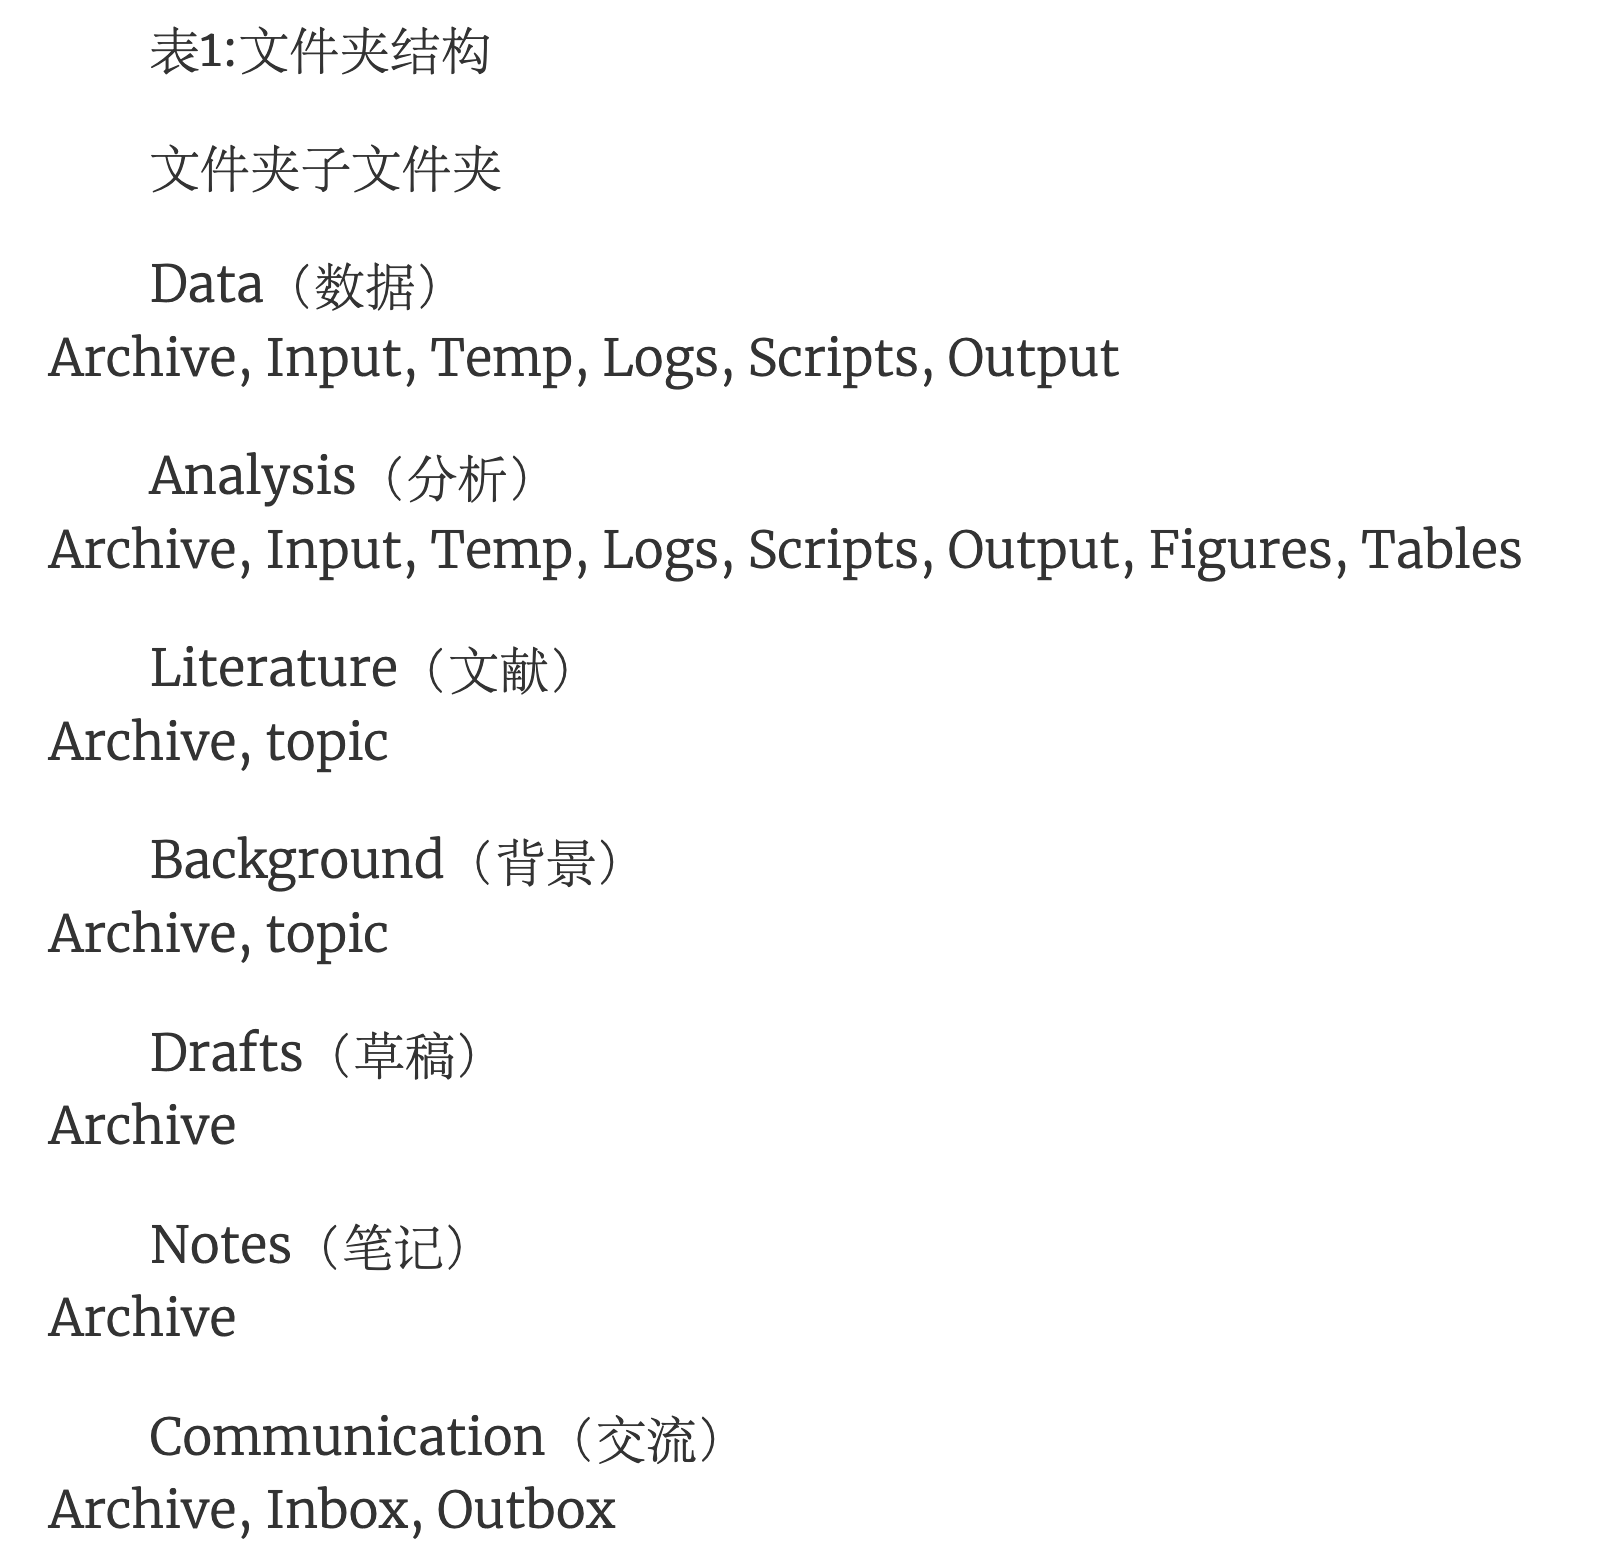 表1:文件夹结构
文件夹子文件夹
Data（数据）
Archive, Input, Temp, Logs, Scripts, Output
Analysis（分析）
Archive, Input, Temp, Logs, Scripts, Output, Figures, Tables
Literature（文献）
Archive, topic
Background（背景）
Archive, topic
Drafts（草稿）
Archive
Notes（笔记）
Archive
Communication（交流）
Archive, Inbox, Outbox